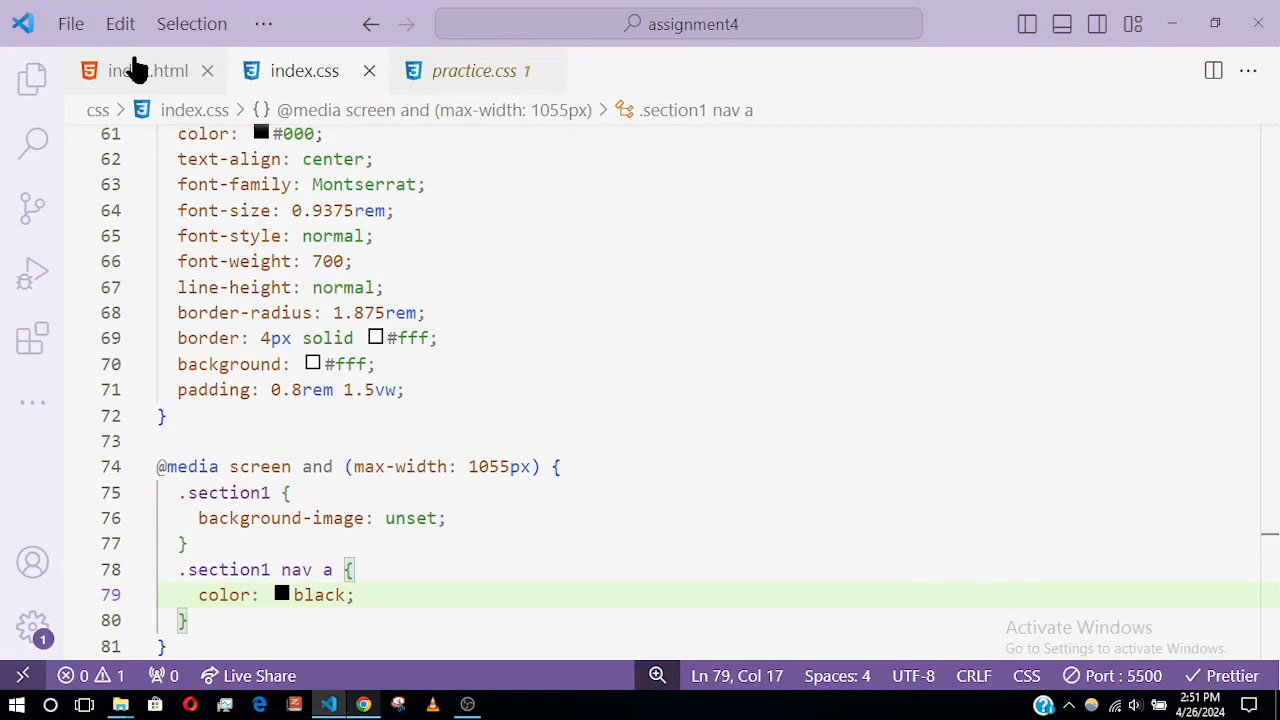 File Edit Selection ··· assignment4
index.html index.css practice.css 1
css > index.css > {} @media screen and (max-width: 1055px) > .section1 nav a
61 color: #000;
62 text-align: center;
63 font-family: Montserrat;
64 font-size: 0.9375rem;
65 font-style: normal;
66 font-weight: 700;
67 line-height: normal;
68 border-radius: 1.875rem;
69 border: 4px solid #fff;
70 background: #fff;
71 padding: 0.8rem 1.5vw;
72 }
73
74 @media screen and (max-width: 1055px) {
75 .section1 {
76 background-image: unset;
77 }
78 .section1 nav a {
79 color: black;
80 }
81 }
Activate Windows
Go to Settings to activate Windows.
1
0 1 0 Live Share Ln 79, Col 17 Spaces: 4 UTF-8 CRLF CSS Port : 5500 Prettier
2:51 PM
4/26/2024